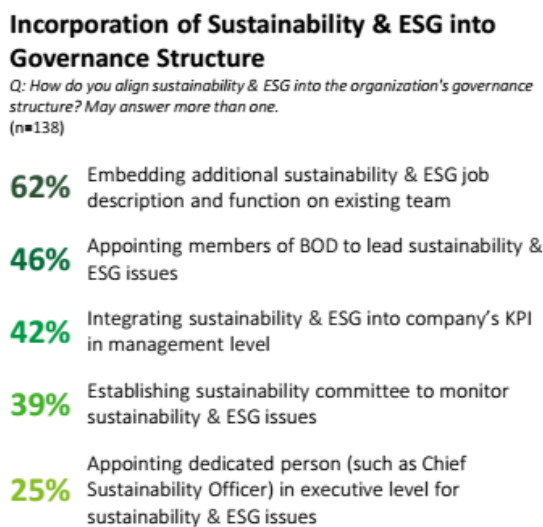 Incorporation of Sustainability & ESG into
Governance Structure
Q: How do you align sustainability & ESG into the organization's governance
structure? May answer more than one.
(n=138)
62% Embedding additional sustainability & ESG job
description and function on existing team
46% Appointing members of BOD to lead sustainability &
ESG issues
42% Integrating sustainability & ESG into company's KPI
in management level
39% Establishing sustainability committee to monitor
sustainability & ESG issues
Appointing dedicated person (such as Chief
25% Sustainability Officer) in executive level for
sustainability & ESG issues